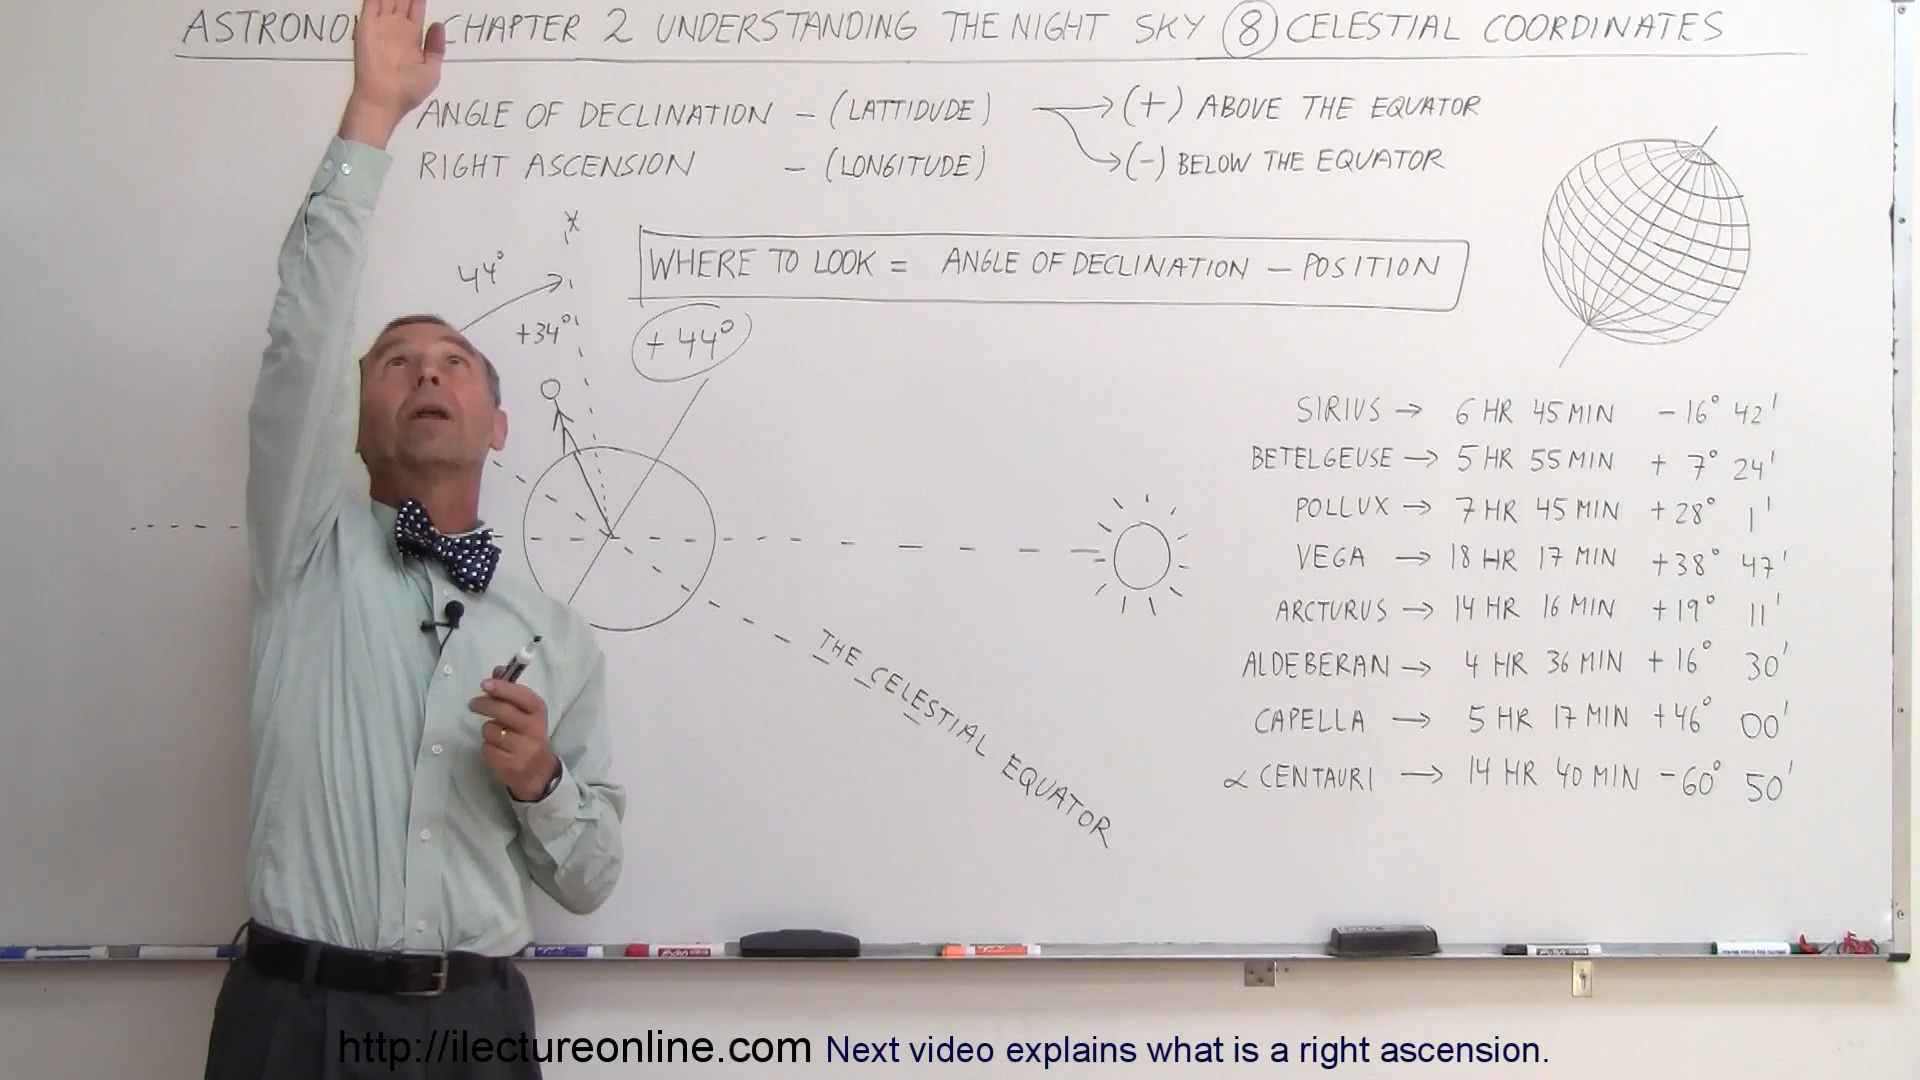 ASTRONO CHAPTER 2 UNDERSTANDING THE NIGHT SKY 8 CELESTIAL COORDINATES
ANGLE OF DECLINATION - (LATTIDUDE) → (+) ABOVE THE EQUATOR
RIGHT ASCENSION - (LONGITUDE) → (-) BELOW THE EQUATOR
WHERE TO LOOK = ANGLE OF DECLINATION - POSITION
44°
+34°
+44°
SIRIUS → 6 HR 45 MIN - 16° 42'
BETELGEUSE → 5 HR 55 MIN + 7° 24'
POLLUX → 7 HR 45 MIN + 28° 1'
VEGA → 18 HR 17 MIN + 38° 47'
ARCTURUS → 14 HR 16 MIN + 19° 11'
ALDEBERAN → 4 HR 36 MIN + 16° 30'
CAPELLA → 5 HR 17 MIN + 46° 00'
∝ CENTAURI → 14 HR 40 MIN - 60° 50'
THE CELESTIAL EQUATOR
http://ilectureonline.com Next video explains what is a right ascension.